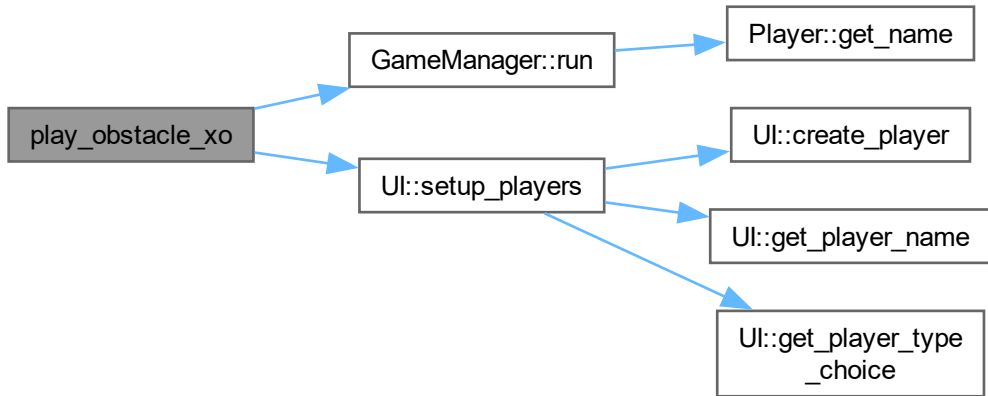 play_obstacle_xo
GameManager::run
Player::get_name
UI::setup_players
UI::create_player
UI::get_player_name
UI::get_player_type
_choice